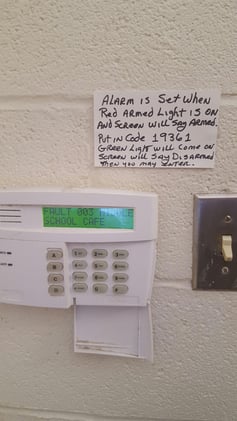 ALARM is Set When
Red Armed Light is ON
AND Screen will Say Armed.
Put in Code 19361
Green Light will Come on
Screen will Say Disarmed
Then you may enter.
FAULT 003 MIDDLE
SCHOOL CAFE
A
B
C
D